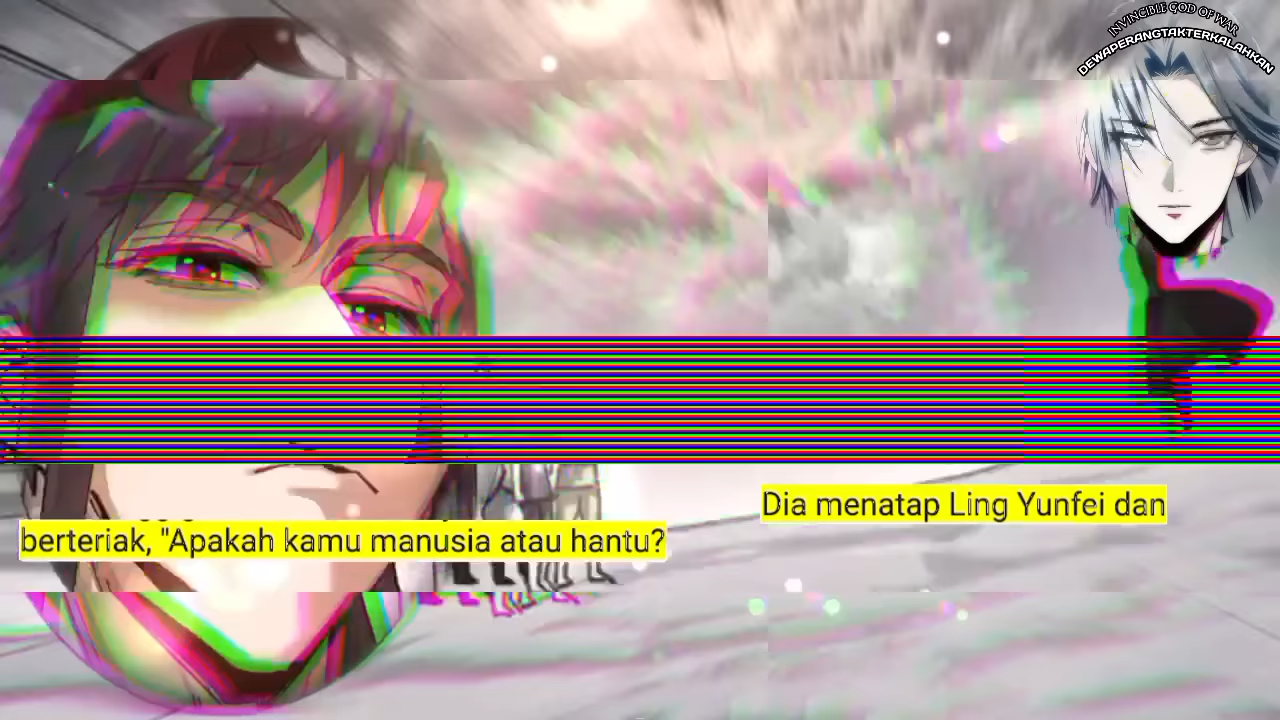 INVINCIBLE GOD OF WAR
DEWAPERANGTAKTERKALAHKAN
Dia menatap Ling Yunfei dan
berteriak, "Apakah kamu manusia atau hantu?